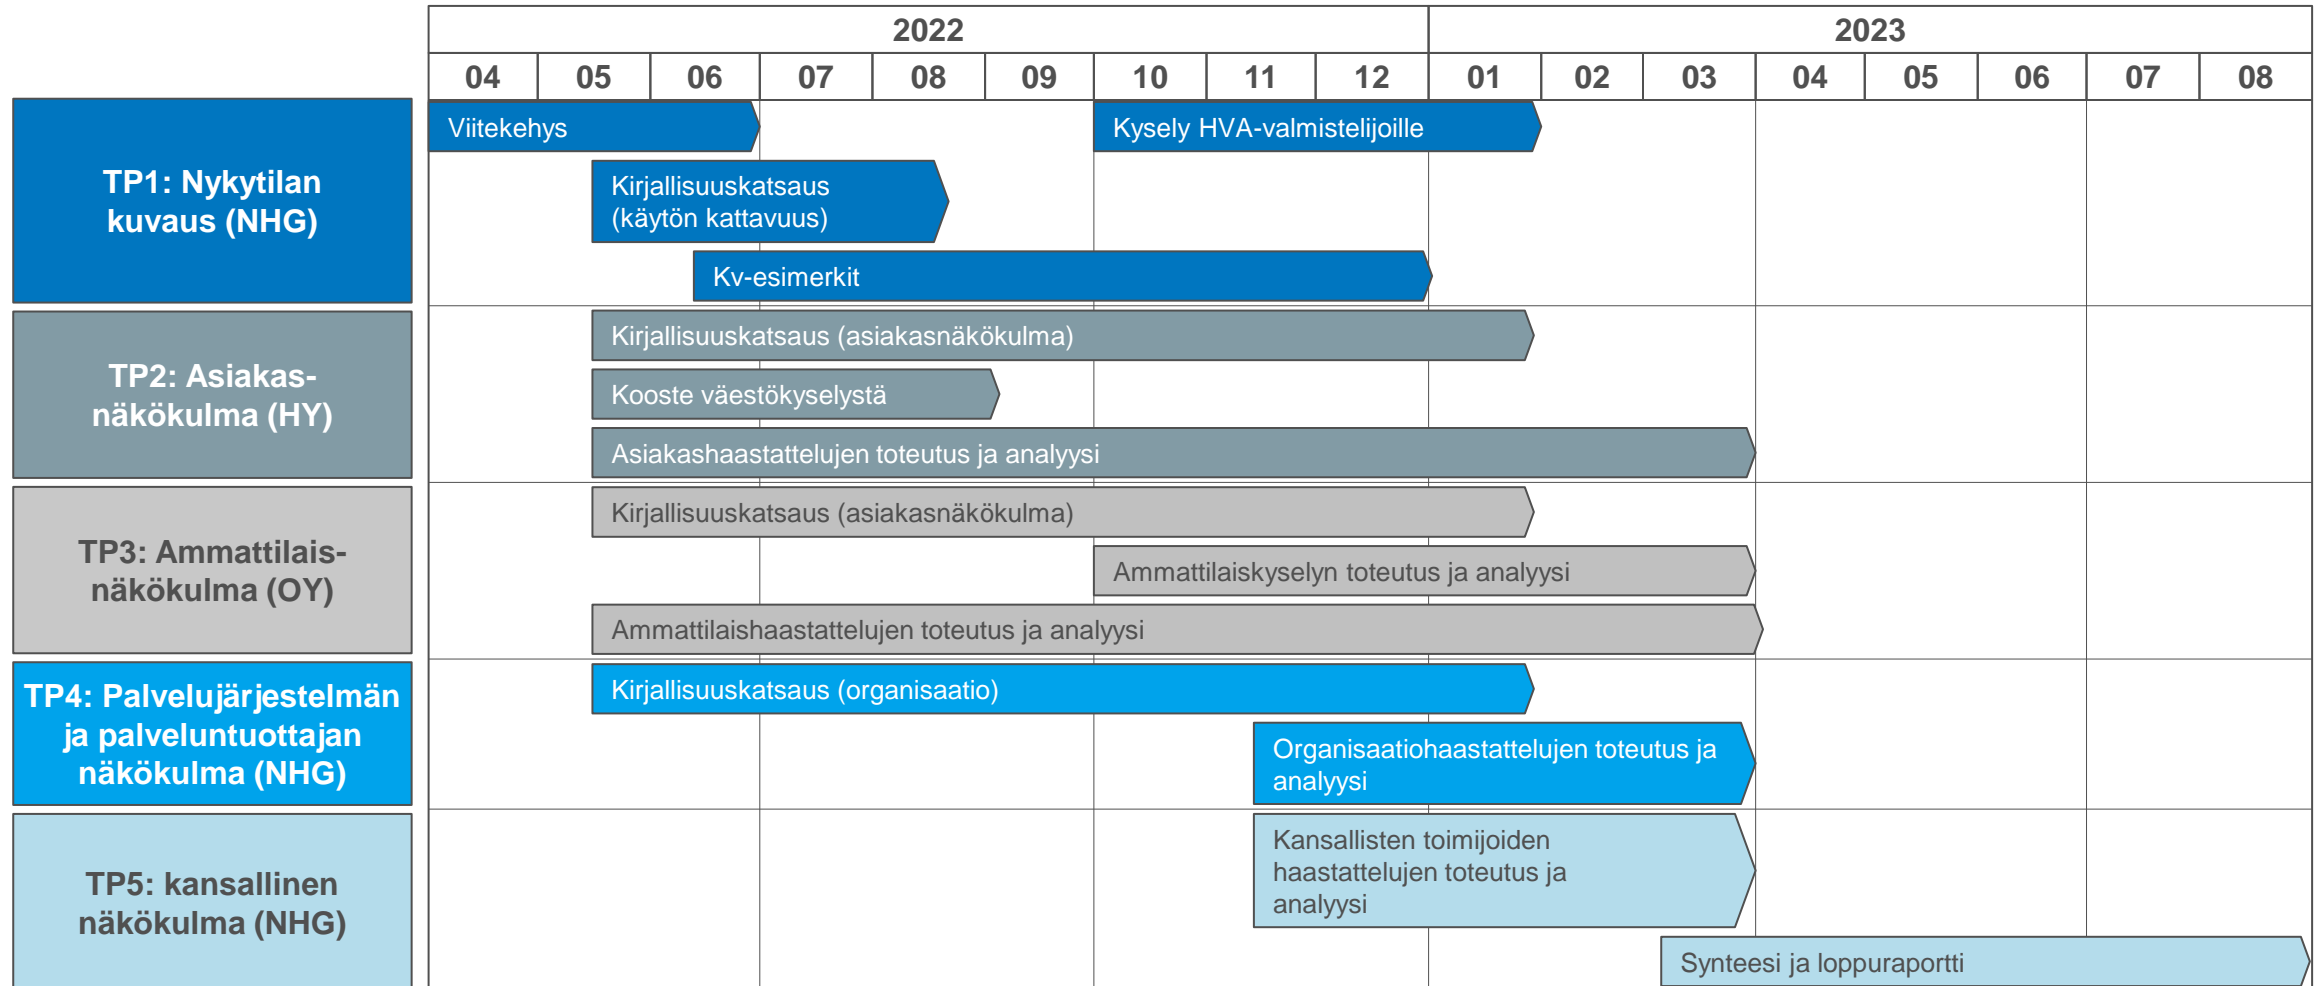 2022
2023
04
05
06
07
08
09
10
11
12
01
02
03
04
05
06
07
08
TP1: Nykytilan
kuvaus (NHG)
Viitekehys
Kysely HVA-valmistelijoille
Kirjallisuuskatsaus
(käytön kattavuus)
Kv-esimerkit
TP2: Asiakas-
näkökulma (HY)
Kirjallisuuskatsaus (asiakasnäkökulma)
Kooste väestökyselystä
Asiakashaastattelujen toteutus ja analyysi
TP3: Ammattilais-
näkökulma (OY)
Kirjallisuuskatsaus (asiakasnäkökulma)
Ammattilaiskyselyn toteutus ja analyysi
Ammattilaishaastattelujen toteutus ja analyysi
TP4: Palvelujärjestelmän
ja palveluntuottajan
näkökulma (NHG)
Kirjallisuuskatsaus (organisaatio)
Organisaatiohaastattelujen toteutus ja
analyysi
TP5: kansallinen
näkökulma (NHG)
Kansallisten toimijoiden
haastattelujen toteutus ja
analyysi
Synteesi ja loppuraportti